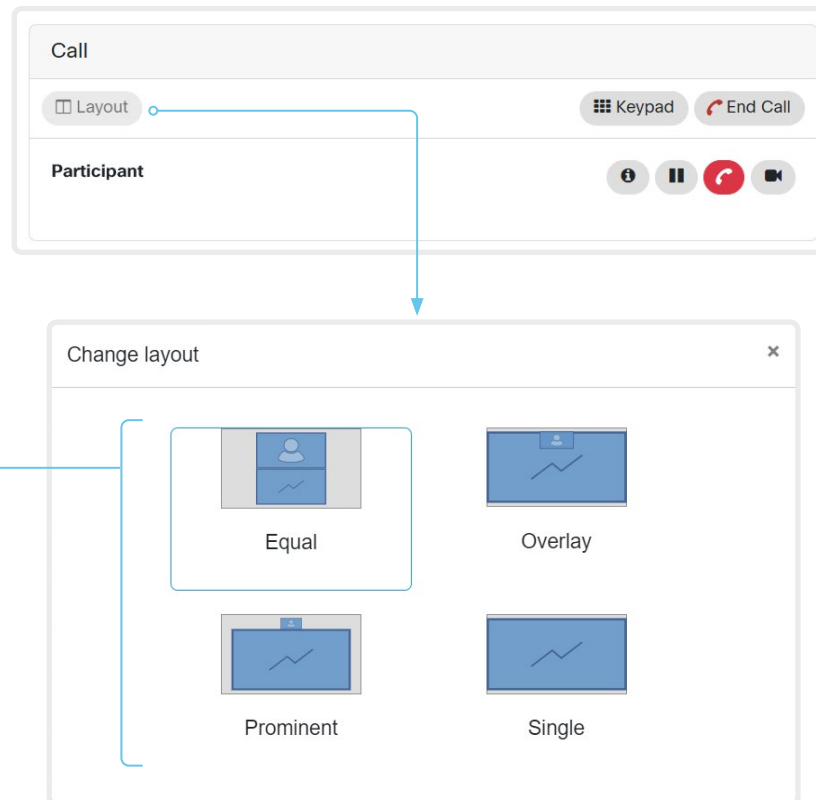 Call
Layout
Keypad
End Call
Participant
Change layout
Equal
Overlay
Prominent
Single